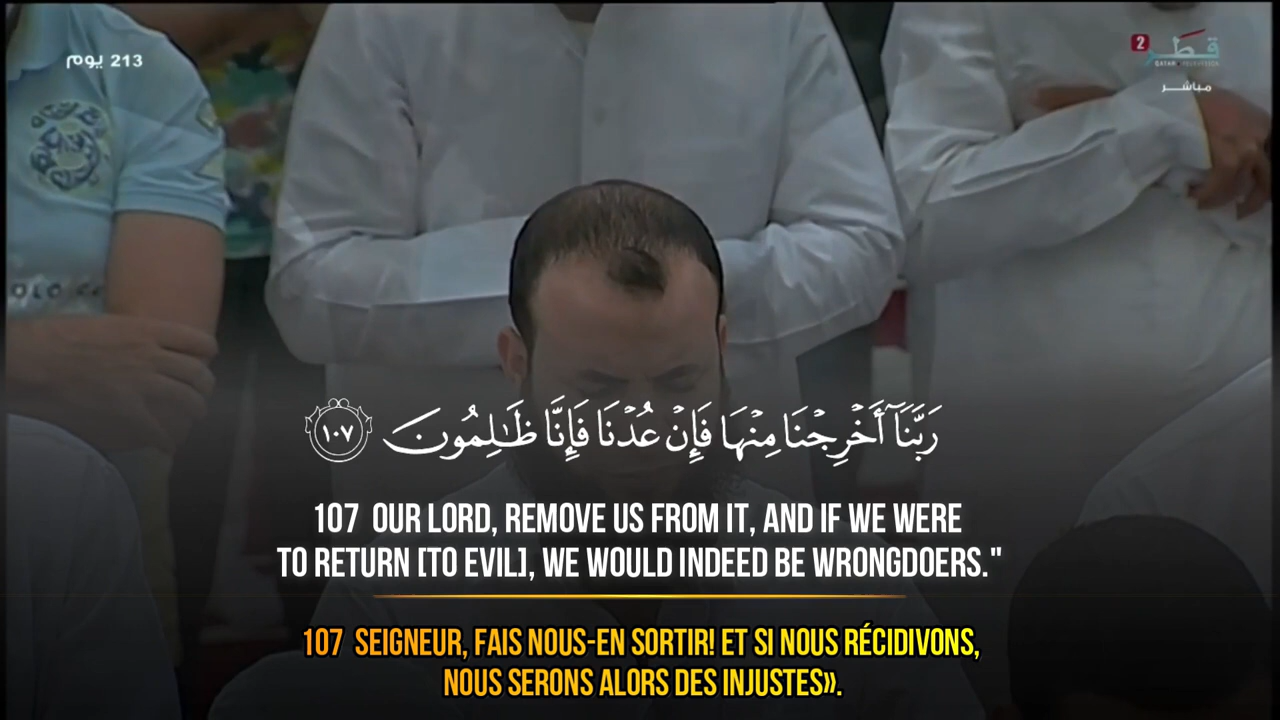 213 يوم
2
قطر
مباشر
رَبَّنَآ أَخْرِجْنَا مِنْهَا فَإِنْ عُدْنَا فَإِنَّا ظَـٰلِمُونَ ١٠٧
107 OUR LORD, REMOVE US FROM IT, AND IF WE WERE
TO RETURN [TO EVIL], WE WOULD INDEED BE WRONGDOERS."
107 SEIGNEUR, FAIS NOUS-EN SORTIR! ET SI NOUS RÉCIDIVONS,
NOUS SERONS ALORS DES INJUSTES».